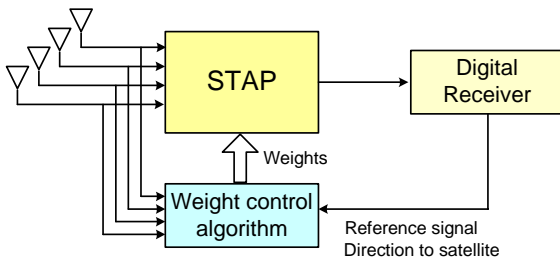 STAP
Digital
Receiver
Weights
Weight control
algorithm
Reference signal
Direction to satellite